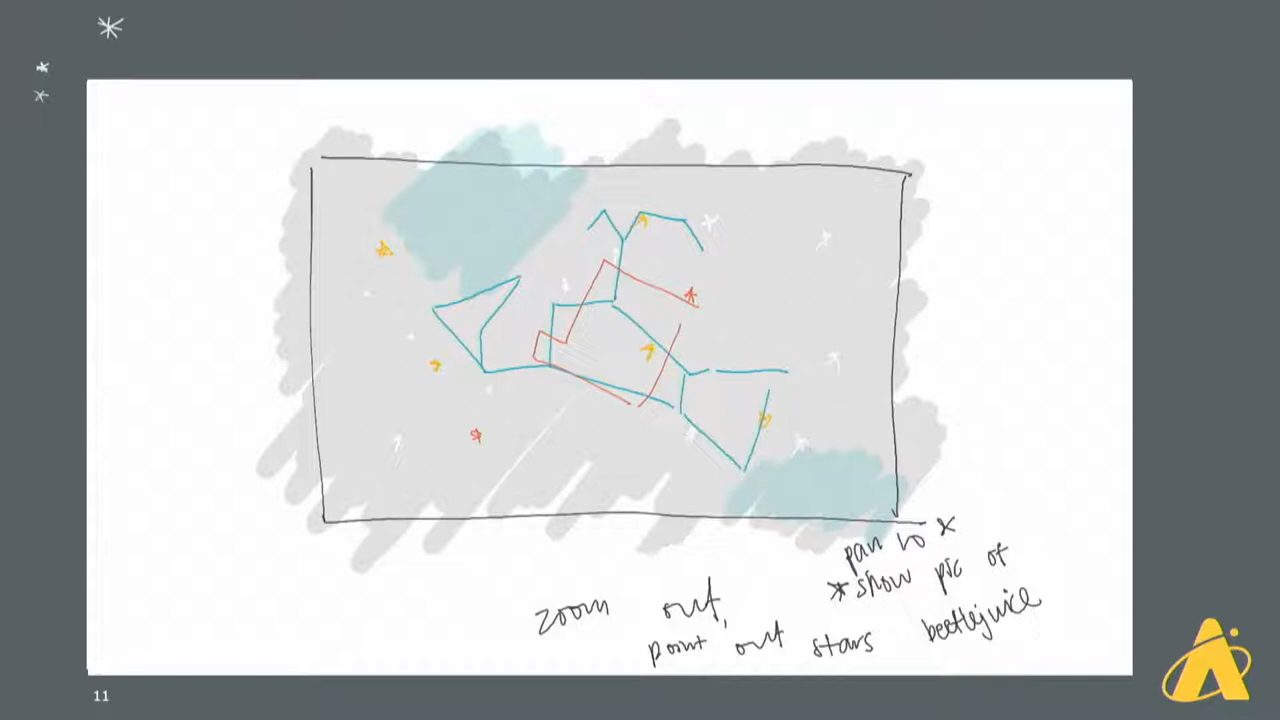 pan to *
*show pic of
zoom out,
point out stars beetlejuice
11